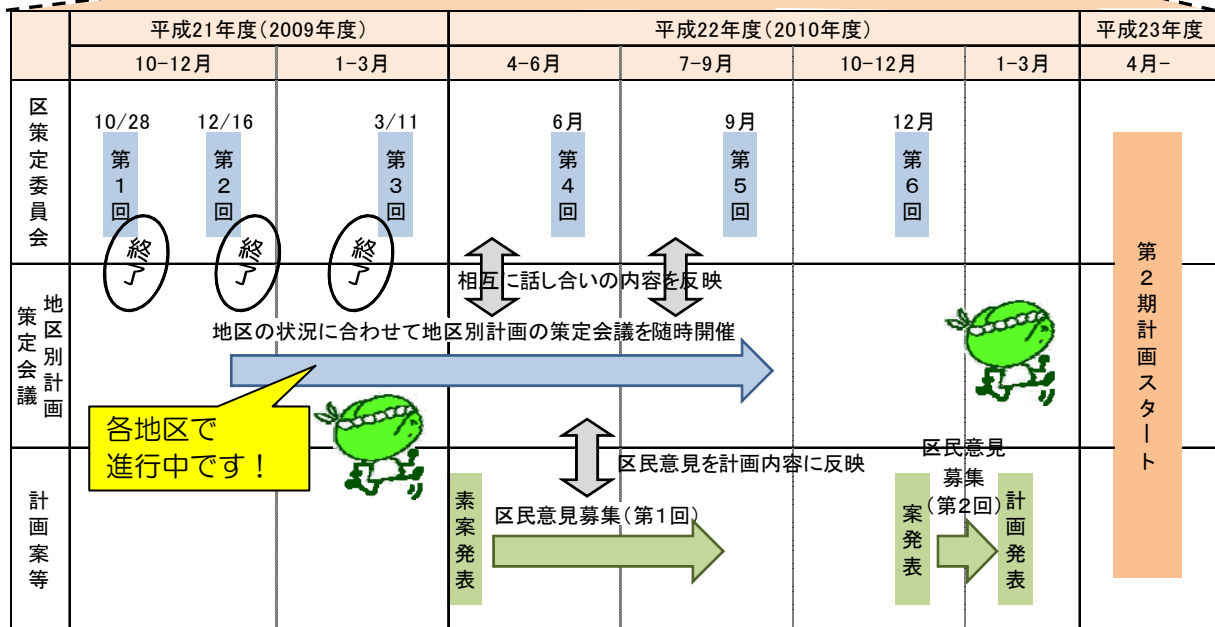 平成21年度(2009年度)
平成22年度(2010年度)
平成23年度
10-12月
1-3月
4-6月
7-9月
10-12月
1-3月
4月-
区策定委員会
10/28
12/16
3/11
6月
9月
12月
第1回
第2回
第3回
第4回
第5回
第6回
終了
終了
終了
相互に話し合いの内容を反映
地区別計画
策定会議
地区の状況に合わせて地区別計画の策定会議を随時開催
各地区で
進行中です！
第2期計画スタート
計画案等
区民意見を計画内容に反映
素案発表
区民意見募集(第1回)
案発表
区民意見
募集
(第2回)
計画発表